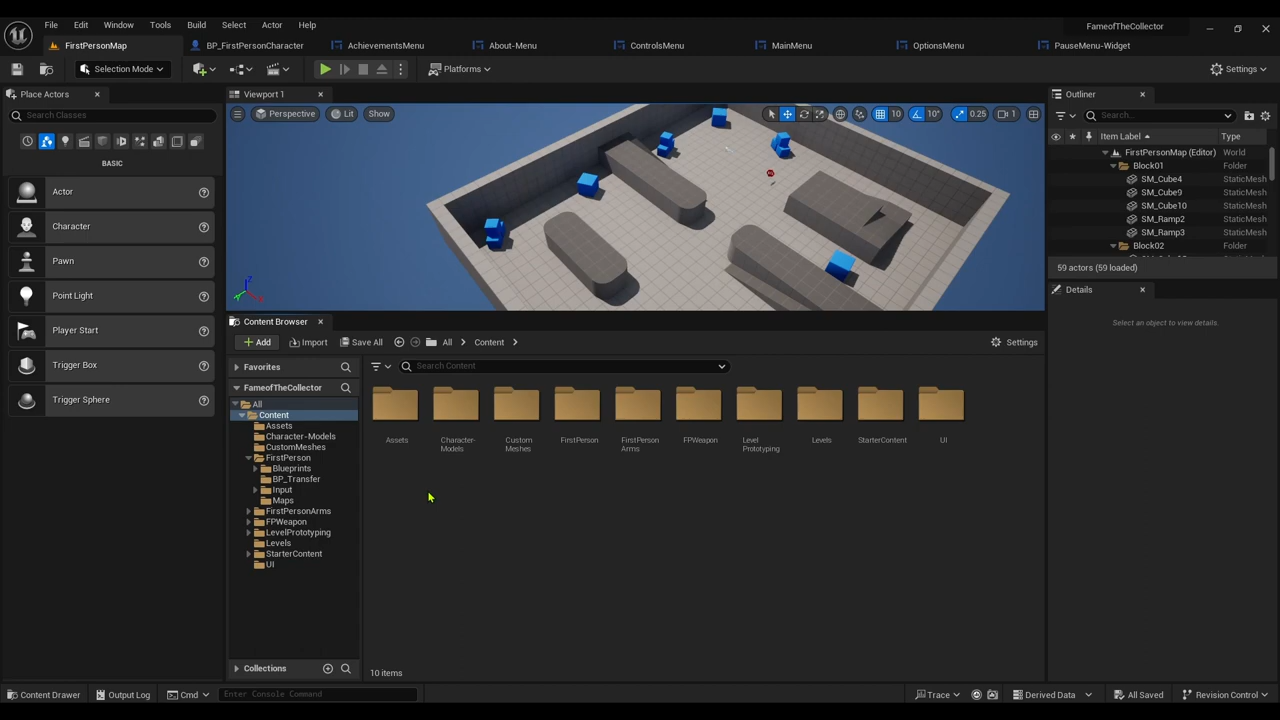 File Edit Window Tools Build Select Actor Help
FameofTheCollector
FirstPersonMap BP_FirstPersonCharacter AchievementsMenu About-Menu ControlsMenu MainMenu OptionsMenu PauseMenu-Widget
Selection Mode Platforms Settings
Place Actors Viewport 1 Outliner
Search Classes Perspective Lit Show 10 10° 0.25 1 Search...
Item Label Type
BASIC
FirstPersonMap (Editor) World
Block01 Folder
SM_Cube4 StaticMesh
SM_Cube9 StaticMesh
SM_Cube10 StaticMesh
SM_Ramp2 StaticMesh
SM_Ramp3 StaticMesh
Block02 Folder
59 actors (59 loaded)
Actor
Character
Pawn
Point Light
Player Start
Trigger Box
Trigger Sphere
Z
Details
Select an object to view details.
Content Browser
Add Import Save All All Content Settings
Favorites Search Content
FameofTheCollector
All
Content
Assets
Character-Models
CustomMeshes
FirstPerson
Blueprints
BP_Transfer
Input
Maps
FirstPersonArms
FPWeapon
LevelPrototyping
Levels
StarterContent
UI
Collections
Assets Character- Custom FirstPerson FirstPerson FPWeapon Level Levels StarterContent UI
Models Meshes Arms Prototyping
10 items
Content Drawer Output Log Cmd Enter Console Command Trace Derived Data All Saved Revision Control